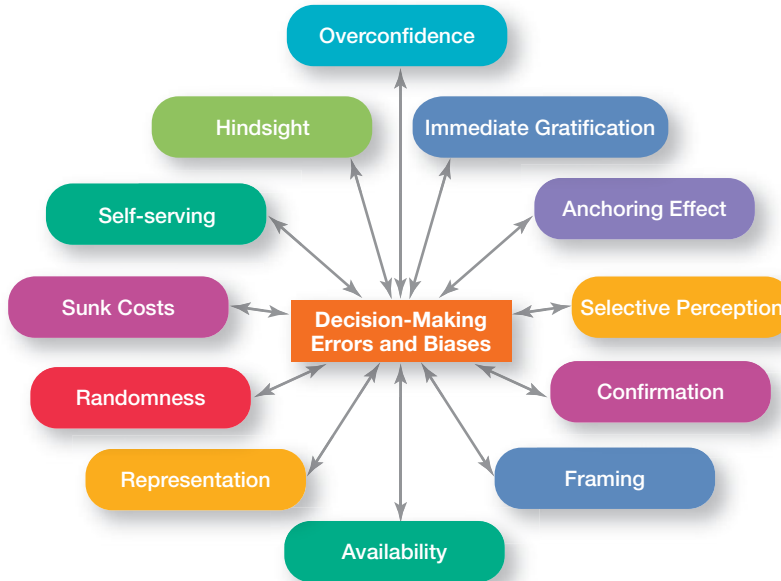 Overconfidence
Hindsight
Immediate Gratification
Self-serving
Anchoring Effect
Sunk Costs
Decision-Making
Errors and Biases
Selective Perception
Randomness
Confirmation
Representation
Framing
Availability